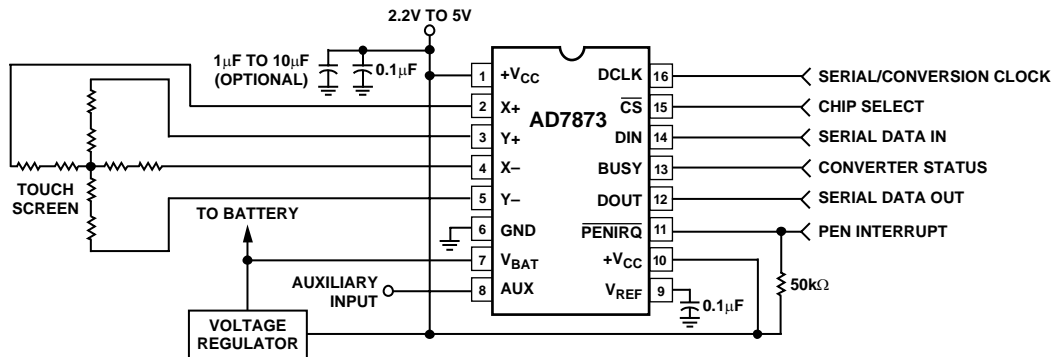 2.2V TO 5V
1μF TO 10μF
(OPTIONAL)
0.1μF
TOUCH
SCREEN
TO BATTERY
AUXILIARY
INPUT
VOLTAGE
REGULATOR
AD7873
1 +VCC
2 X+
3 Y+
4 X–
5 Y–
6 GND
7 VBAT
8 AUX
DCLK 16 SERIAL/CONVERSION CLOCK
CS 15 CHIP SELECT
DIN 14 SERIAL DATA IN
BUSY 13 CONVERTER STATUS
DOUT 12 SERIAL DATA OUT
PENIRQ 11 PEN INTERRUPT
+VCC 10
VREF 9
0.1μF
50kΩ